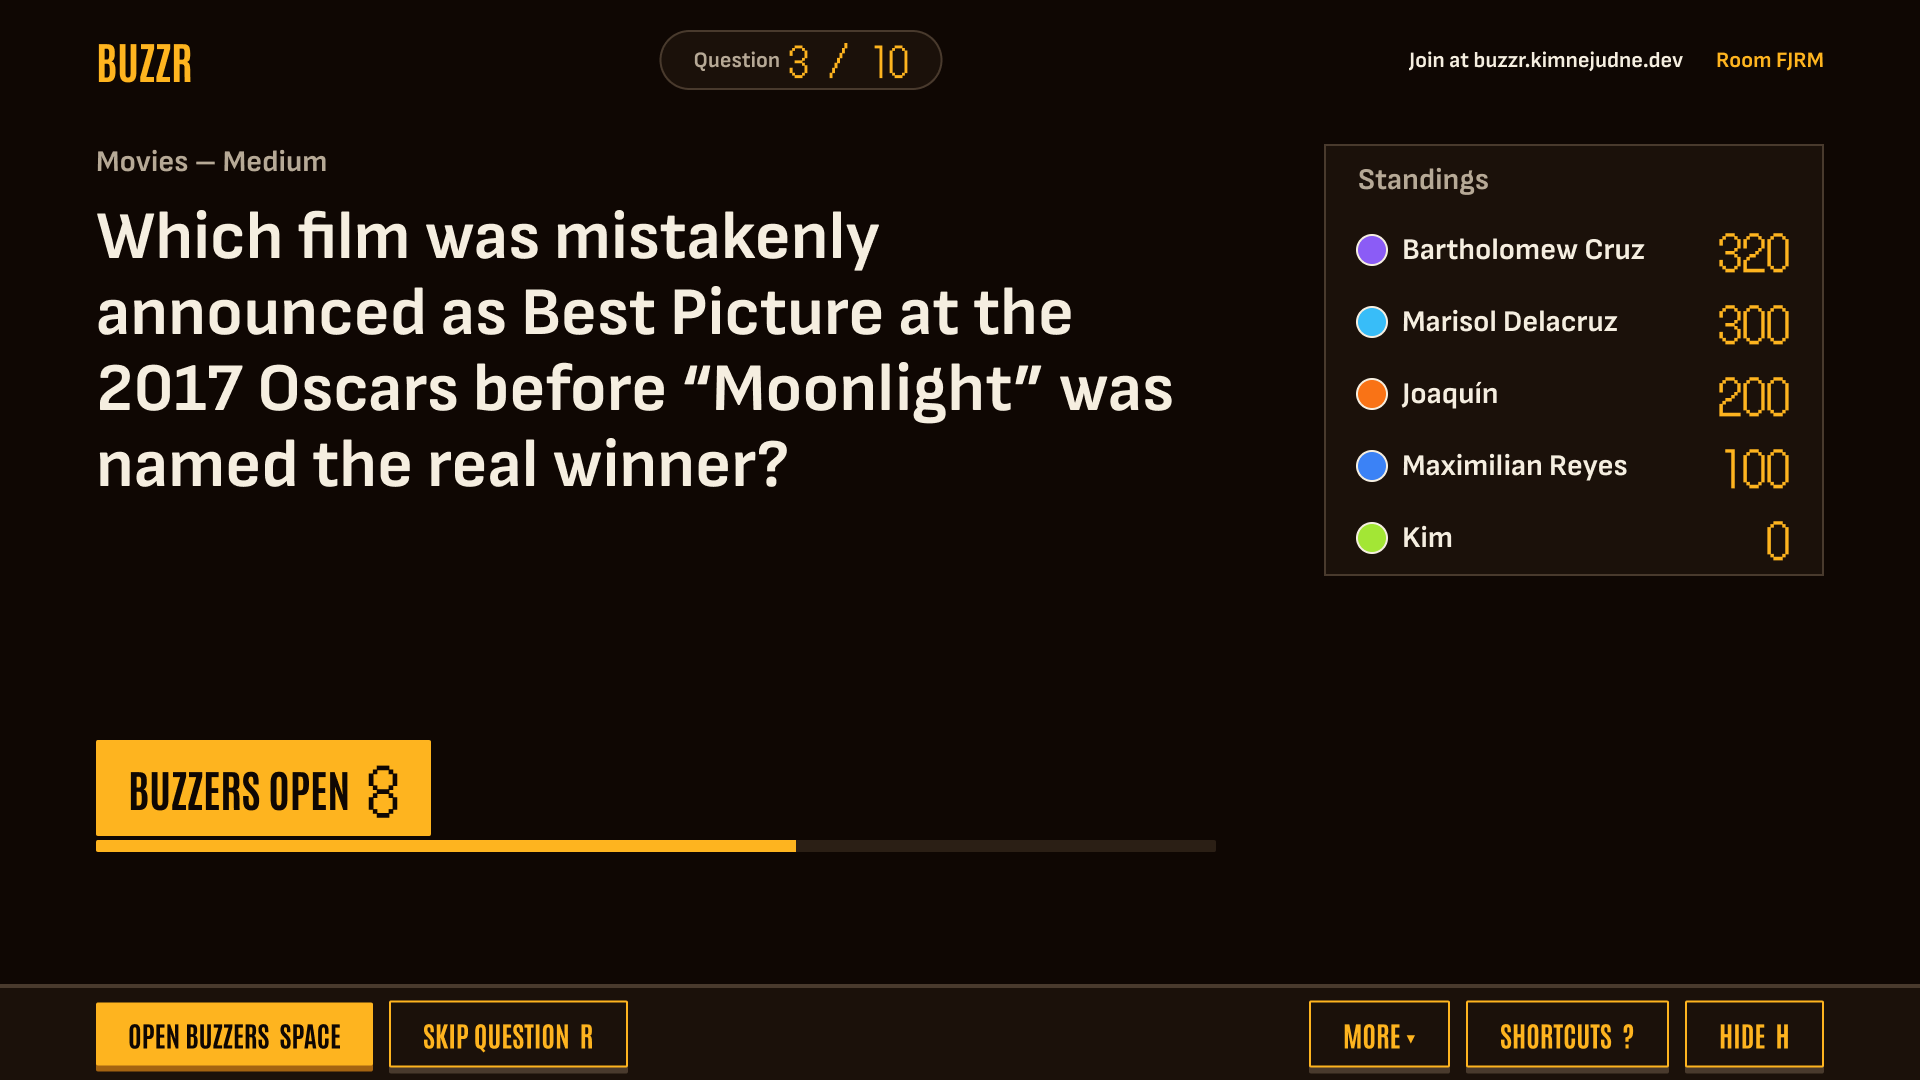 BUZZR
Question 3 / 10
Join at buzzr.kimnejudne.dev Room FJRM
Movies – Medium
Which film was mistakenly
announced as Best Picture at the
2017 Oscars before “Moonlight” was
named the real winner?
Standings
Bartholomew Cruz 320
Marisol Delacruz 300
Joaquín 200
Maximilian Reyes 100
Kim 0
BUZZERS OPEN 8
OPEN BUZZERS SPACE
SKIP QUESTION R
MORE ▾
SHORTCUTS ?
HIDE H